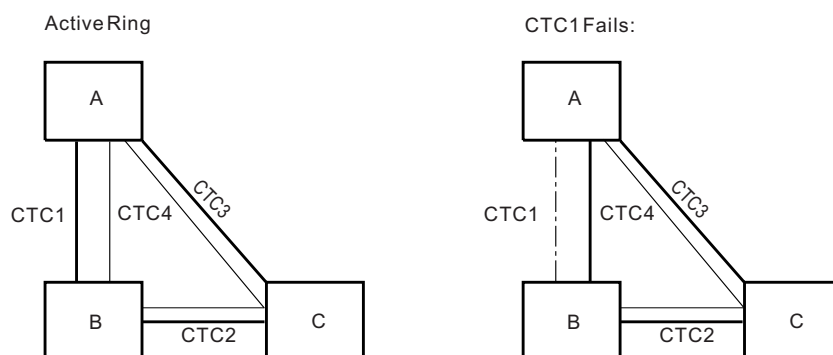 Active Ring
A
CTC1
CTC4
CTC3
B
CTC2
C
CTC1 Fails:
A
CTC1
CTC4
CTC3
B
CTC2
C